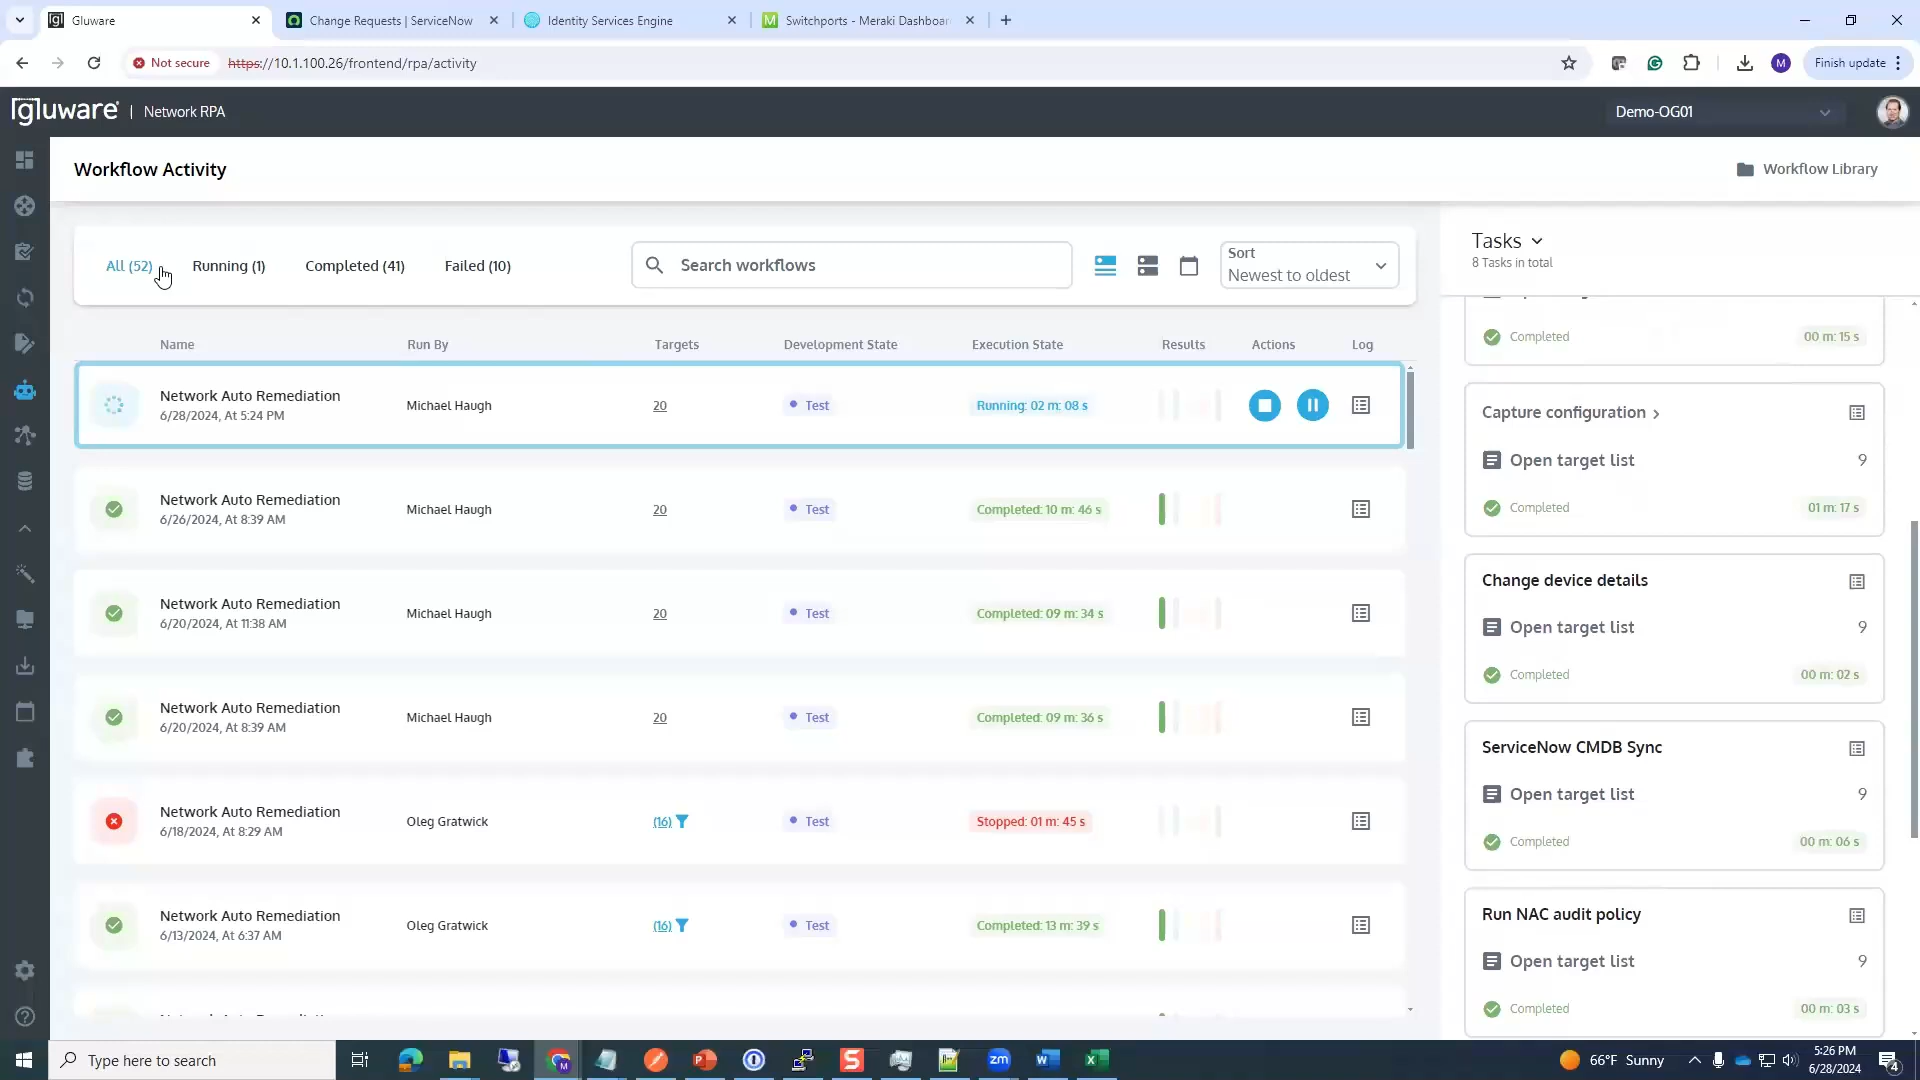 Gluware
Change Requests | ServiceNow
Identity Services Engine
Switchports - Meraki Dashboar
Not secure
https://10.1.100.26/frontend/rpa/activity
M
Finish update
gluware | Network RPA
Demo-OG01
Workflow Activity
Workflow Library
All (52)
Running (1)
Completed (41)
Failed (10)
Search workflows
Sort
Newest to oldest
Tasks
8 Tasks in total
Name
Run By
Targets
Development State
Execution State
Results
Actions
Log
Network Auto Remediation
6/28/2024, At 5:24 PM
Michael Haugh
20
Test
Running: 02 m: 08 s
Network Auto Remediation
6/26/2024, At 8:39 AM
Michael Haugh
20
Test
Completed: 10 m: 46 s
Network Auto Remediation
6/20/2024, At 11:38 AM
Michael Haugh
20
Test
Completed: 09 m: 34 s
Network Auto Remediation
6/20/2024, At 8:39 AM
Michael Haugh
20
Test
Completed: 09 m: 36 s
Network Auto Remediation
6/18/2024, At 8:29 AM
Oleg Gratwick
(16)
Test
Stopped: 01 m: 45 s
Network Auto Remediation
6/13/2024, At 6:37 AM
Oleg Gratwick
(16)
Test
Completed: 13 m: 39 s
Completed
00 m: 15 s
Capture configuration
Open target list
9
Completed
01 m: 17 s
Change device details
Open target list
9
Completed
00 m: 02 s
ServiceNow CMDB Sync
Open target list
9
Completed
00 m: 06 s
Run NAC audit policy
Open target list
9
Completed
00 m: 03 s
Type here to search
66°F Sunny
5:26 PM
6/28/2024
4